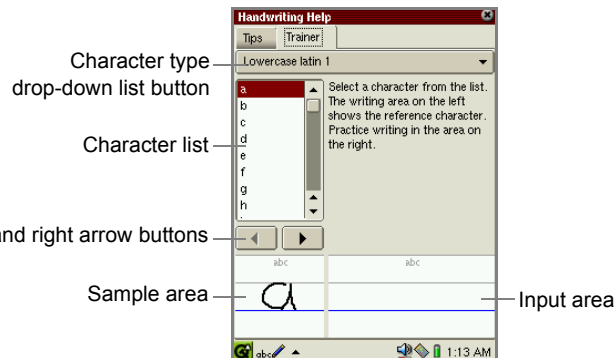 Handwriting Help
Tips Trainer
Character type
drop-down list button
Lowercase latin 1
a
b
c
d
e
f
g
h
Select a character from the list.
The writing area on the left
shows the reference character.
Practice writing in the area on
the right.
Character list
and right arrow buttons
abc abc
Sample area
a
Input area
abc 1:13 AM